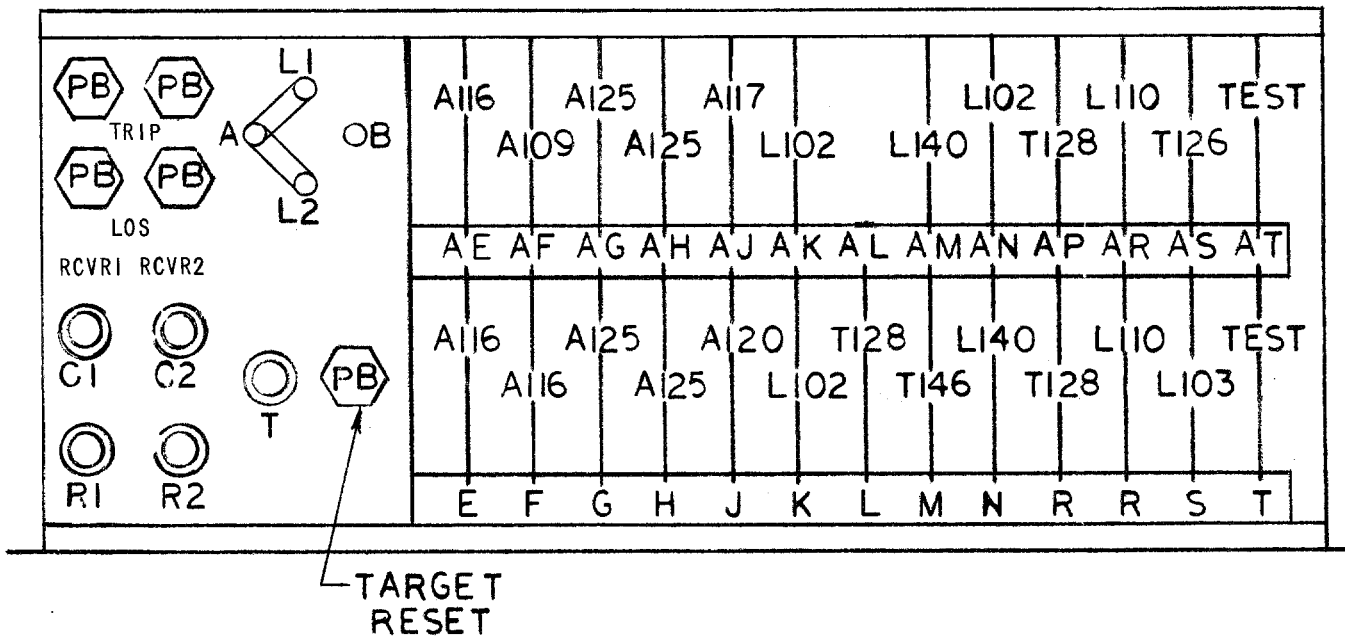 PB PB
TRIP
PB PB
LOS
RCVR1 RCVR2
C1 C2
R1 R2
L1
A B
L2
T PB
A116 A125 A117 L102 L110 TEST
A109 A125 L102 L140 T128 T126
AE AF AG AH AJ AK AL AM AN AP AR AS AT
A116 A125 A120 T128 L140 L110 TEST
A116 A125 L102 T146 T128 L103
E F G H J K L M N R R S T
TARGET
RESET